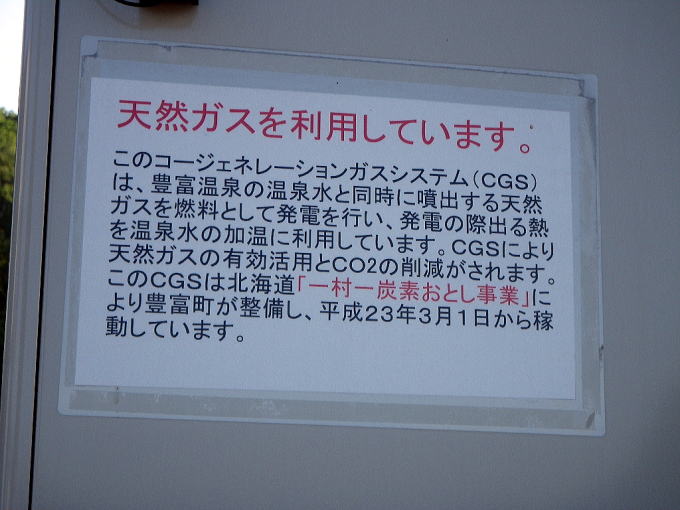 天然ガスを利用しています。
このコージェネレーションガスシステム（CGS）
は、豊富温泉の温泉水と同時に噴出する天然
ガスを燃料として発電を行い、発電の際出る熱
を温泉水の加温に利用しています。CGSにより
天然ガスの有効活用とCO2の削減がされます。
このCGSは北海道「一村一炭素おとし事業」に
より豊富町が整備し、平成２３年３月１日から稼
動しています。